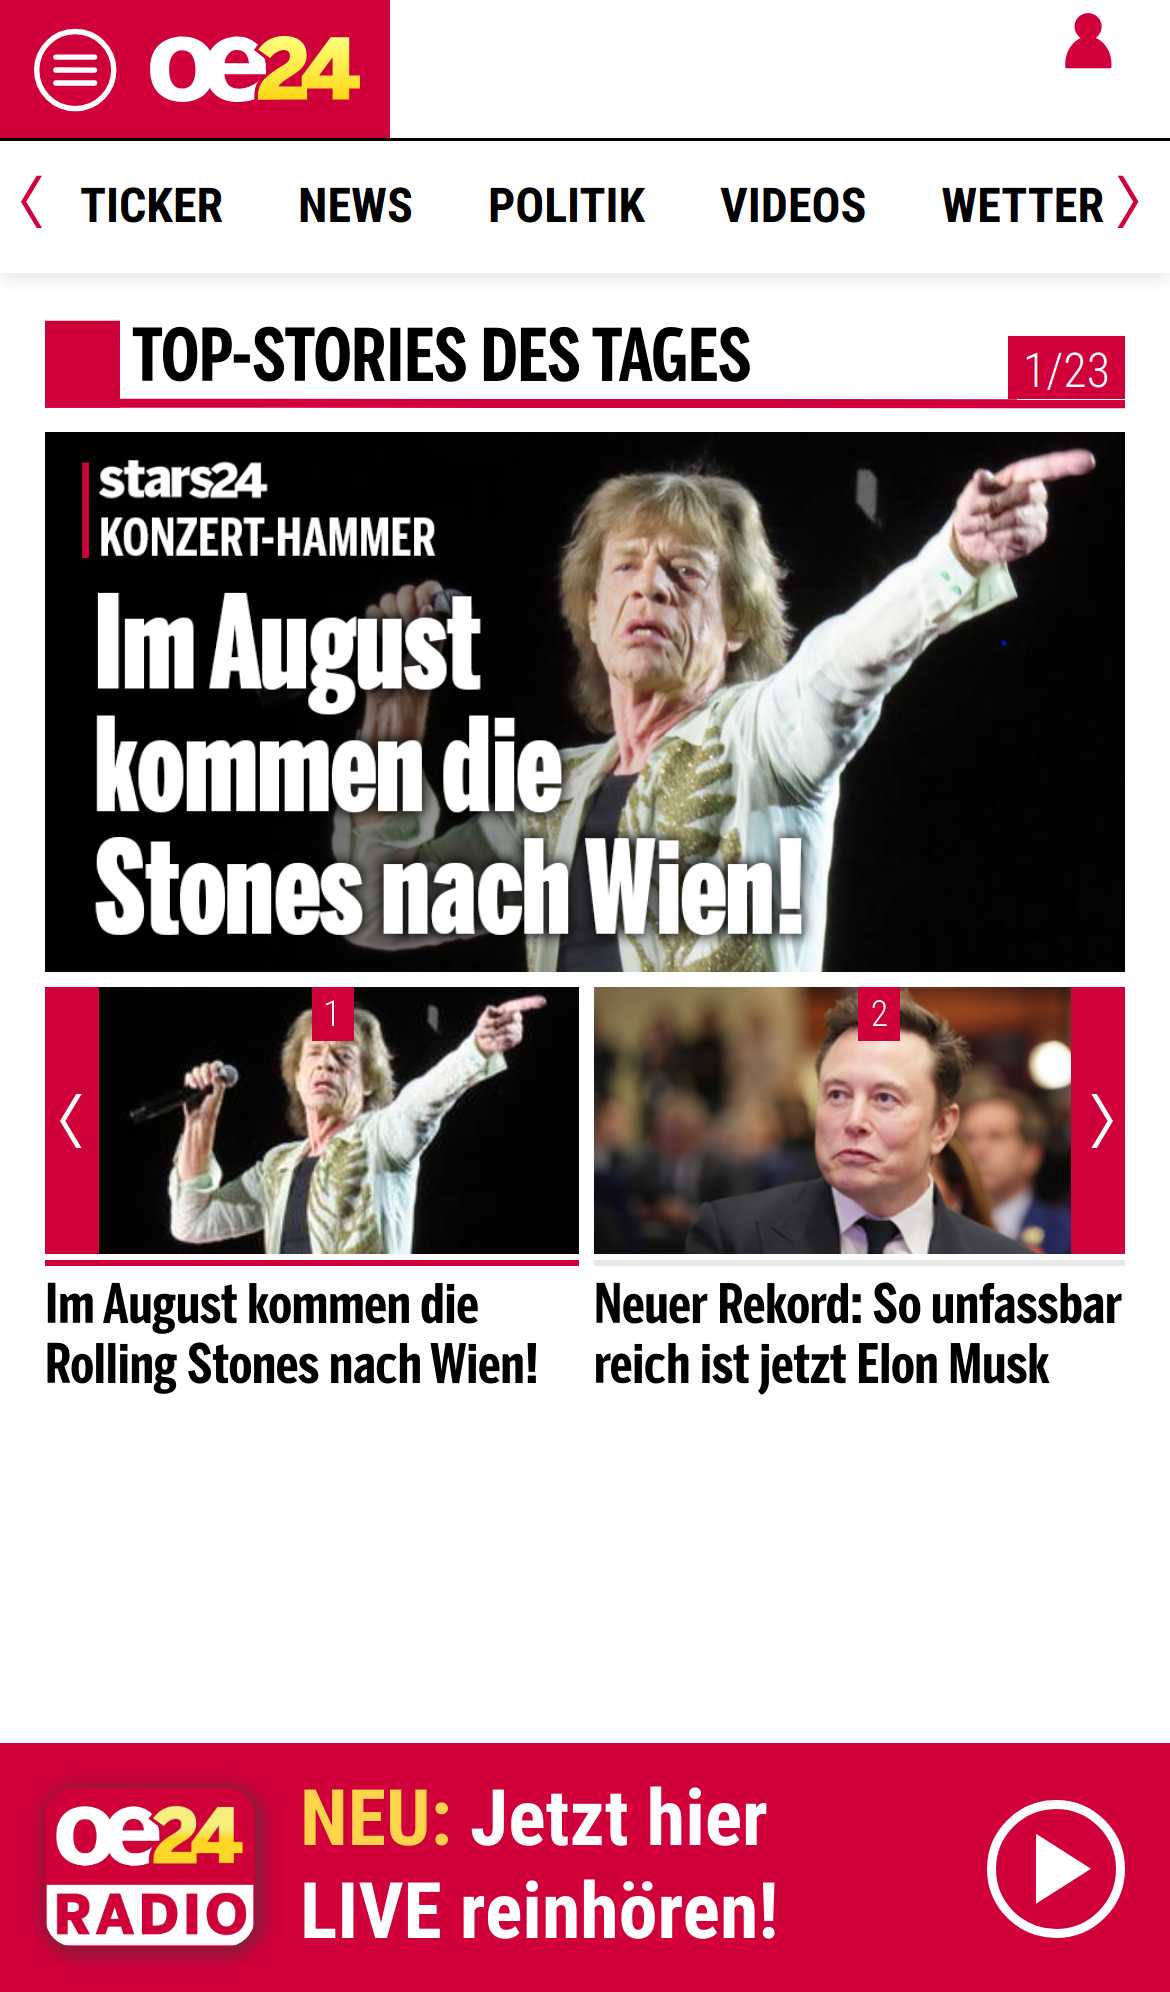 oe24
TICKER NEWS POLITIK VIDEOS WETTER
TOP-STORIES DES TAGES
1/23
stars24
KONZERT-HAMMER
Im August
kommen die
Stones nach Wien!
1
2
Im August kommen die
Rolling Stones nach Wien!
Neuer Rekord: So unfassbar
reich ist jetzt Elon Musk
oe24
RADIO
NEU: Jetzt hier
LIVE reinhören!